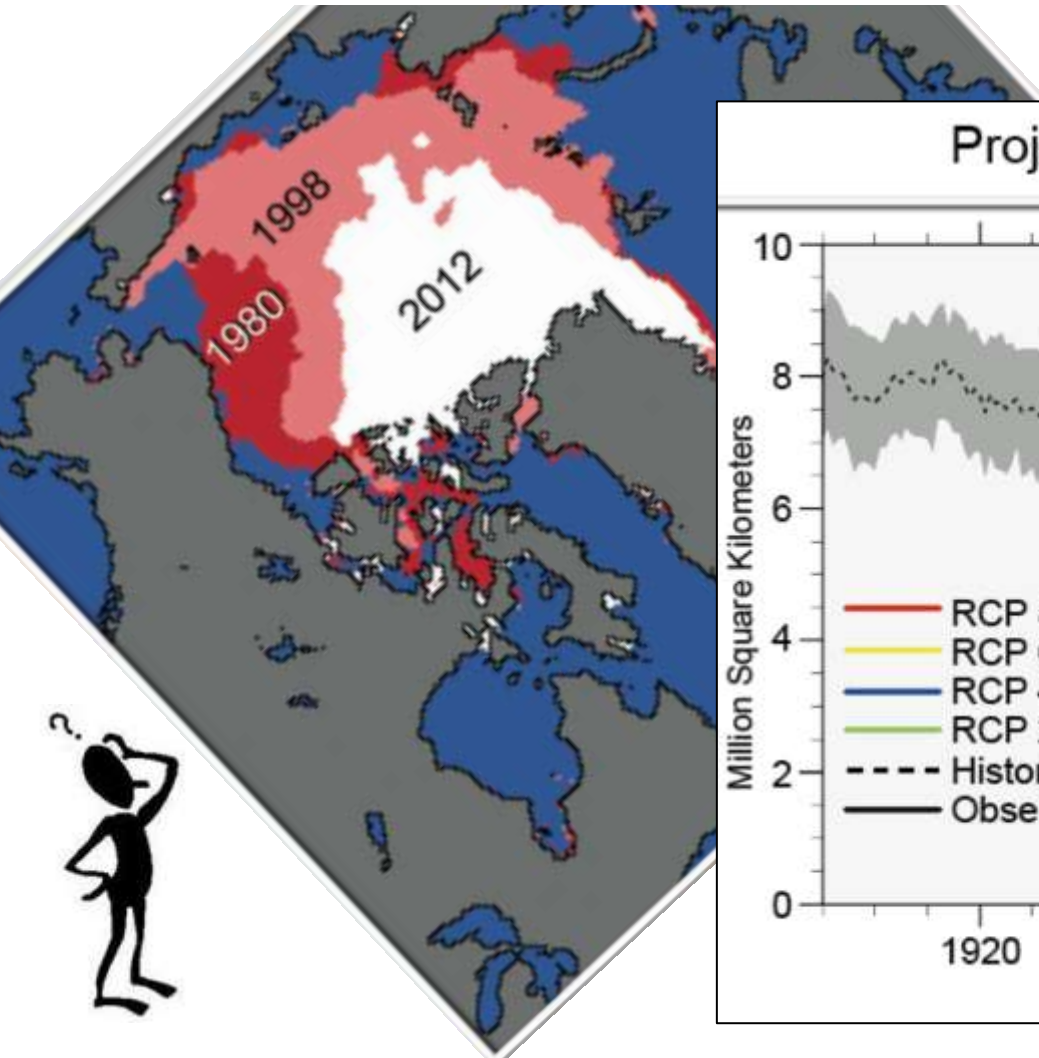 1998
2012
1980
?.
Proj
Million Square Kilometers
10
8
6
4
2
0
RCP
RCP
RCP
RCP
Histor
Obse
1920